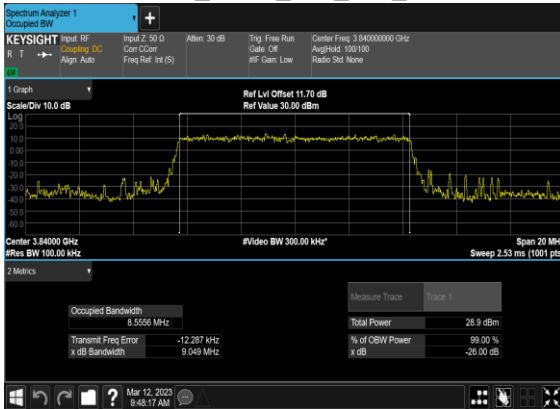 Spectrum Analyzer 1
Occupied BW
+
KEYSIGHT Input: RF Input Z: 50 Ω Atten: 30 dB Trig: Free Run Center Freq: 3.840000000 GHz
R T Coupling: DC Corr CCorr Gate: Off Avg|Hold: 100/100
Align: Auto Freq Ref: Int (S) #IF Gain: Low Radio Std: None
1 Graph Ref Lvl Offset 11.70 dB
Scale/Div 10.0 dB Ref Value 30.00 dBm
Log
20.0
10.0
0.00
-10.0
-20.0
-30.0
-40.0
-50.0
-60.0
Center 3.84000 GHz #Video BW 300.00 kHz* Span 20 MH
#Res BW 100.00 kHz Sweep 2.53 ms (1001 pts
2 Metrics
Measure Trace Trace 1
Occupied Bandwidth
8.5556 MHz Total Power 28.9 dBm
Transmit Freq Error -12.287 kHz % of OBW Power 99.00 %
x dB Bandwidth 9.049 MHz x dB -26.00 dB
? Mar 12, 2023
9:48:17 AM